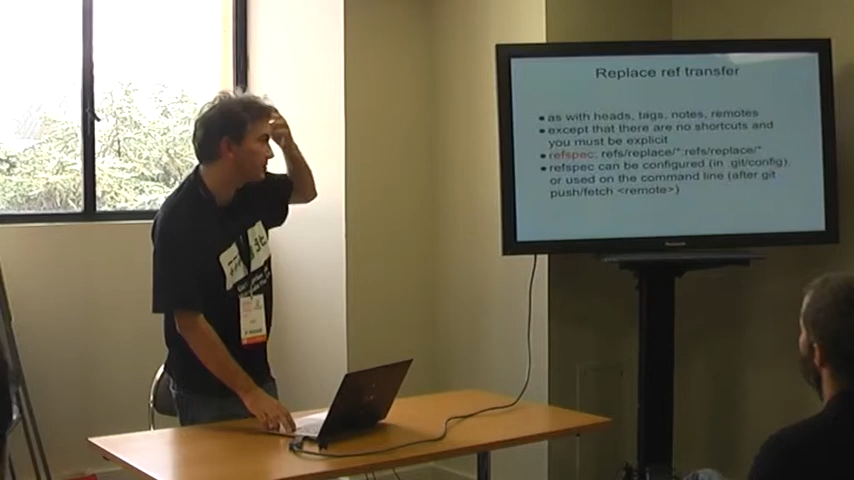 Replace ref transfer
as with heads, tags, notes, remotes
except that there are no shortcuts and
you must be explicit
refspec: refs/replace/*:refs/replace/*
refspec can be configured (in .git/config)
or used on the command line (after git
push/fetch <remote>)
Panasonic